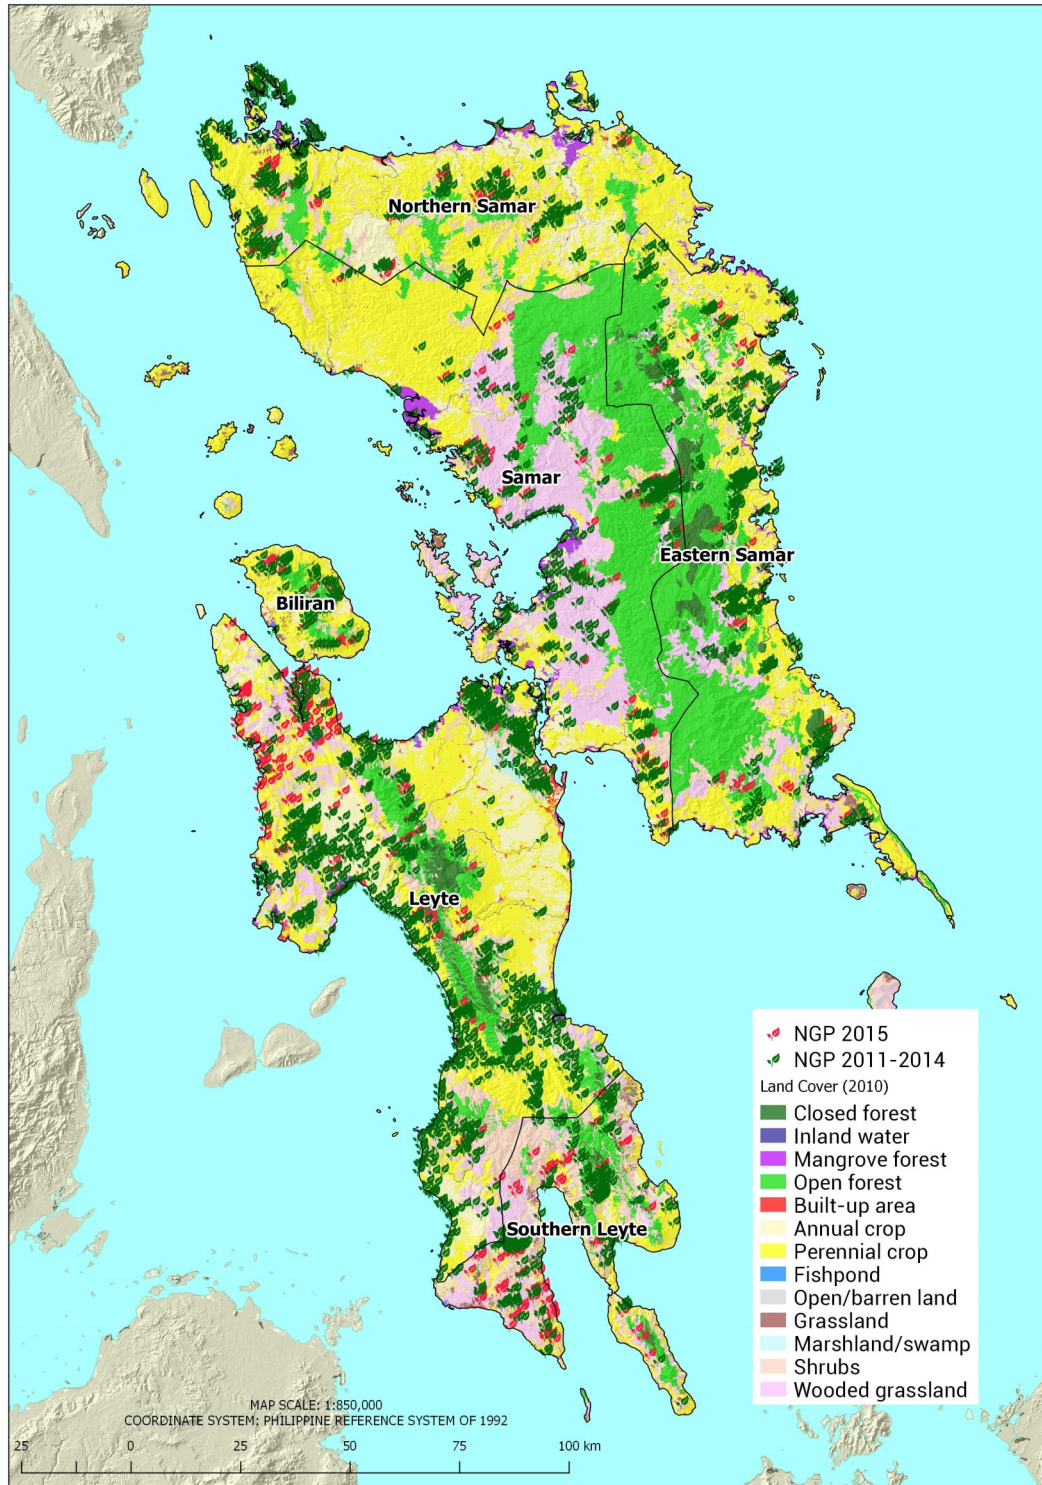 Northern Samar
Samar
Eastern Samar
Biliran
Leyte
Southern Leyte
NGP 2015
NGP 2011-2014
Land Cover (2010)
Closed forest
Inland water
Mangrove forest
Open forest
Built-up area
Annual crop
Perennial crop
Fishpond
Open/barren land
Grassland
Marshland/swamp
Shrubs
Wooded grassland
MAP SCALE: 1:850,000
COORDINATE SYSTEM: PHILIPPINE REFERENCE SYSTEM OF 1992
25 0 25 50 75 100 km